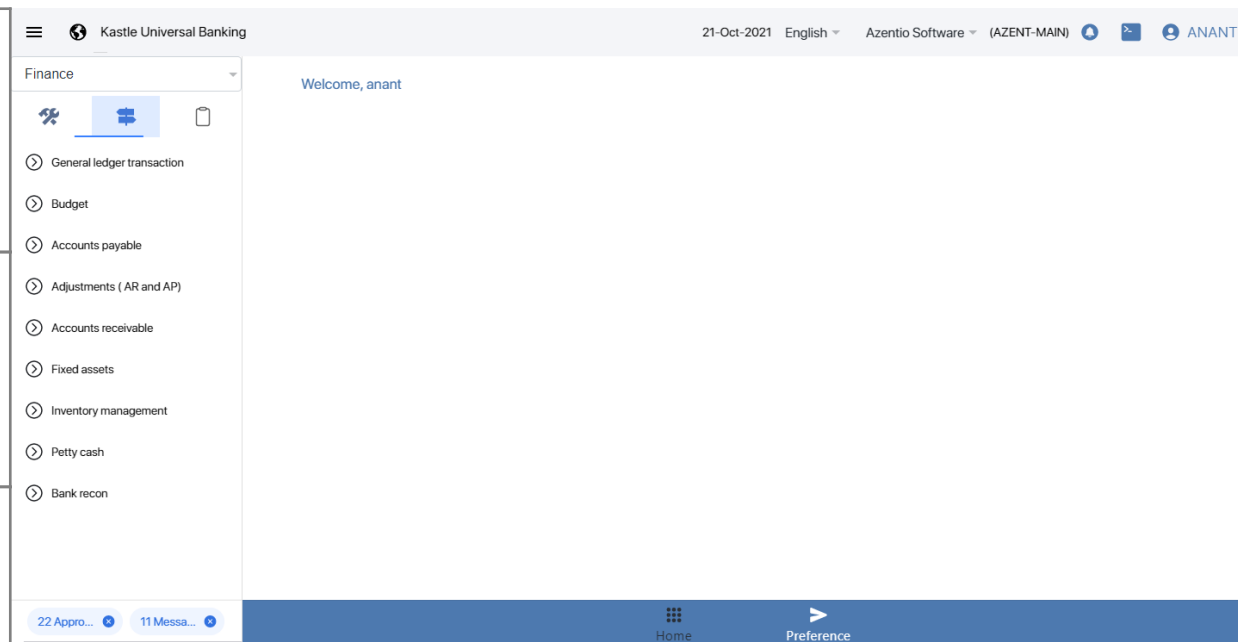 Kastle Universal Banking 21-Oct-2021 English Azentio Software (AZENT-MAIN) >_ ANANT
Finance
Welcome, anant
General ledger transaction
Budget
Accounts payable
Adjustments ( AR and AP)
Accounts receivable
Fixed assets
Inventory management
Petty cash
Bank recon
22 Appro... 11 Messa...
Home Preference